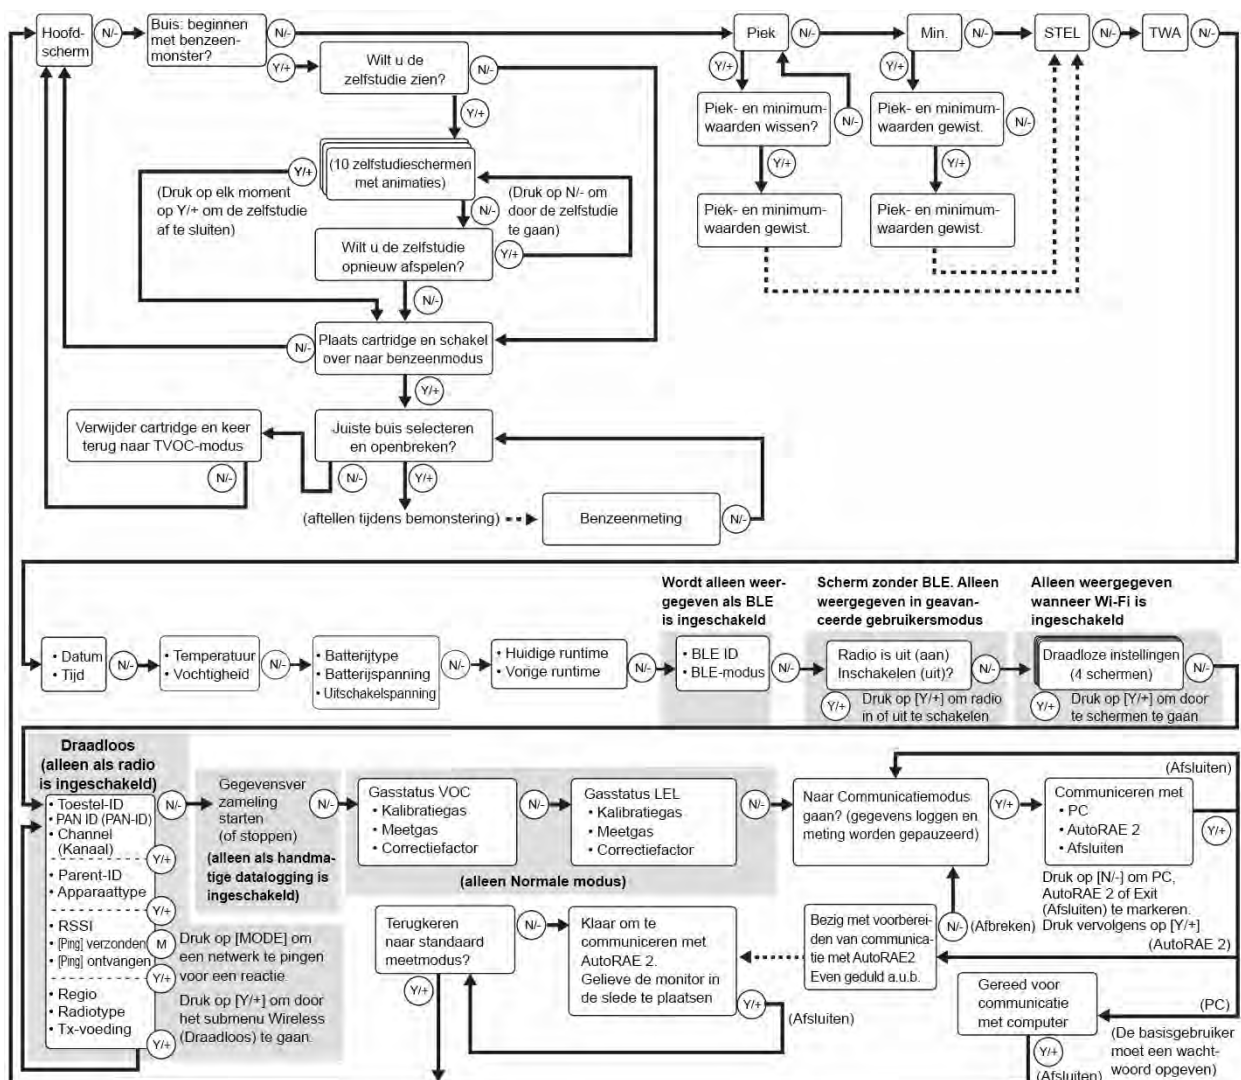 Hoofd-
scherm
N/-
Buis: beginnen
met benzeen-
monster?
N/-
Y/+
Wilt u de
zelfstudie zien?
N/-
Y/+
(10 zelfstudieschermen
met animaties)
Y/+
(Druk op elk moment
op Y/+ om de zelfstudie
af te sluiten)
N/-
(Druk op N/- om
door de zelfstudie
te gaan)
Wilt u de zelfstudie
opnieuw afspelen?
Y/+
N/-
Plaats cartridge en schakel
over naar benzeenmodus
N/-
Y/+
Verwijder cartridge en keer
terug naar TVOC-modus
N/-
Juiste buis selecteren
en openbreken?
N/-
Y/+
(aftellen tijdens bemonstering)
Benzeenmeting
N/-
Piek
N/-
Y/+
Piek- en minimum-
waarden wissen?
N/-
Y/+
Piek- en minimum-
waarden gewist.
Min.
N/-
Y/+
Piek- en minimum-
waarden gewist.
N/-
Y/+
Piek- en minimum-
waarden gewist.
STEL
N/-
TWA
N/-
• Datum
• Tijd
N/-
• Temperatuur
• Vochtigheid
N/-
• Batterijtype
• Batterijspanning
• Uitschakelspanning
N/-
• Huidige runtime
• Vorige runtime
N/-
Wordt alleen weer-
gegeven als BLE
is ingeschakeld
• BLE ID
• BLE-modus
N/-
Scherm zonder BLE. Alleen
weergegeven in geavan-
ceerde gebruikersmodus
Radio is uit (aan)
Inschakelen (uit)?
N/-
Y/+
Druk op [Y/+] om radio
in of uit te schakelen
Alleen weergegeven
wanneer Wi-Fi is
ingeschakeld
Draadloze instellingen
(4 schermen)
N/-
Y/+
Druk op [Y/+] om door
te schermen te gaan
Draadloos
(alleen als radio
is ingeschakeld)
• Toestel-ID
• PAN ID (PAN-ID)
• Channel
(Kanaal)
N/-
Y/+
• Parent-ID
• Apparaattype
Y/+
• RSSI
• [Ping] verzonden
• [Ping] ontvangen
M
Druk op [MODE] om
een netwerk te pingen
voor een reactie
Y/+
• Regio
• Radiotype
• Tx-voeding
Druk op [Y/+] om door
het submenu Wireless
(Draadloos) te gaan.
Y/+
Gegevensver
zameling
starten
(of stoppen)
N/-
(alleen als handma-
tige datalogging is
ingeschakeld)
Gasstatus VOC
• Kalibratiegas
• Meetgas
• Correctiefactor
N/-
Gasstatus LEL
• Kalibratiegas
• Meetgas
• Correctiefactor
N/-
(alleen Normale modus)
Naar Communicatiemodus
gaan? (gegevens loggen en
meting worden gepauzeerd)
Y/+
(Afsluiten)
Communiceren met
• PC
• AutoRAE 2
• Afsluiten
Y/+
Druk op [N/-] om PC,
AutoRAE 2 of Exit
(Afsluiten) te markeren.
Druk vervolgens op [Y/+]
(AutoRAE 2)
N/-
(Afbreken)
Bezig met voorberei-
den van communica-
tie met AutoRAE2
Even geduld a.u.b.
Klaar om te
communiceren met
AutoRAE 2.
Gelieve de monitor in
de slede te plaatsen
Y/+
(Afsluiten)
Terugkeren
naar standaard
meetmodus?
N/-
Y/+
Gereed voor
communicatie
met computer
(PC)
(De basisgebruiker
moet een wacht-
woord opgeven)
Y/+
(Afsluiten)